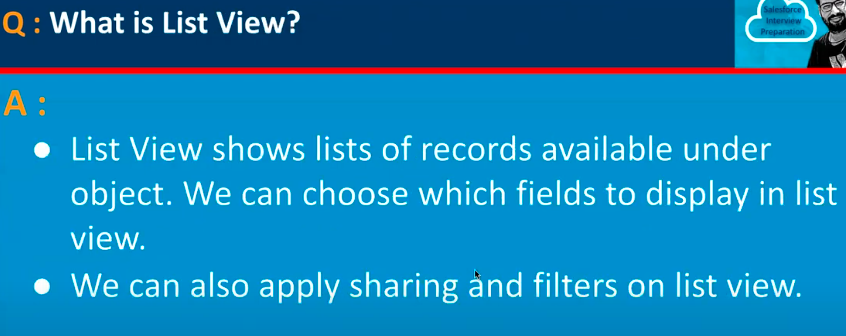 Q : What is List View?
Salesforce
Interview
Preparation
A :
● List View shows lists of records available under
object. We can choose which fields to display in list
view.
● We can also apply sharing and filters on list view.